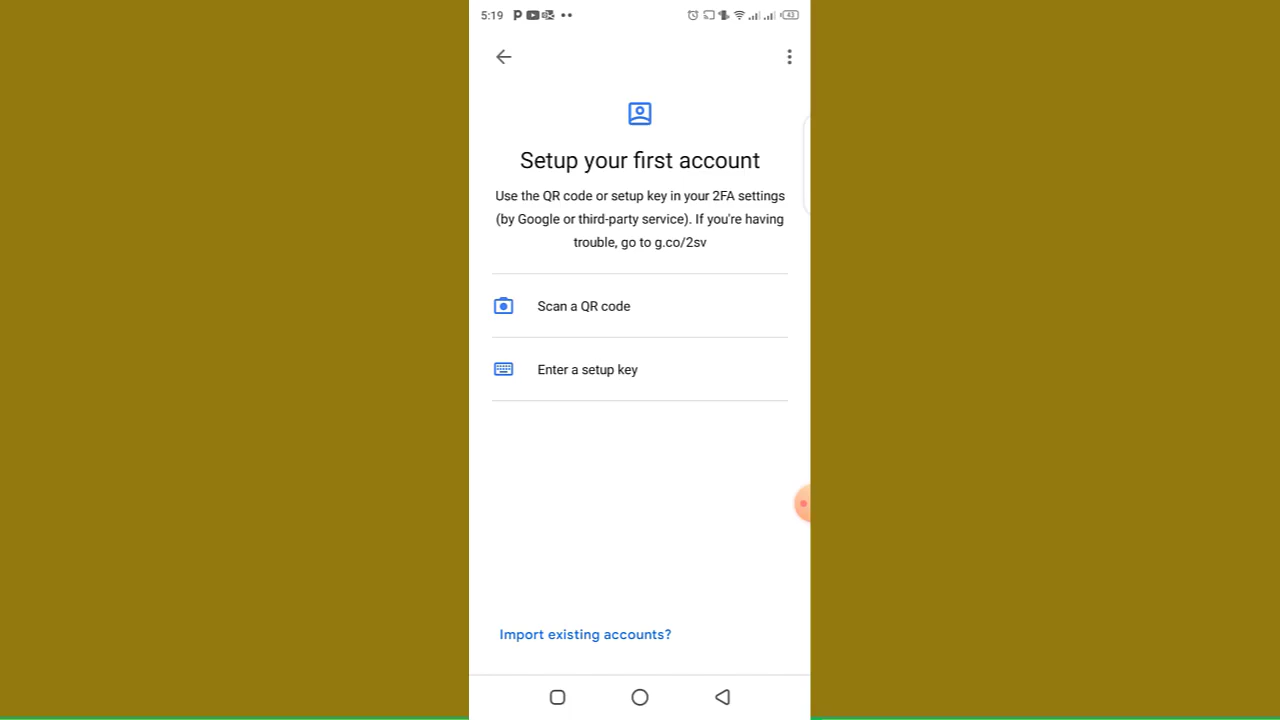 5:19
43
Setup your first account
Use the QR code or setup key in your 2FA settings
(by Google or third-party service). If you're having
trouble, go to g.co/2sv
Scan a QR code
Enter a setup key
Import existing accounts?